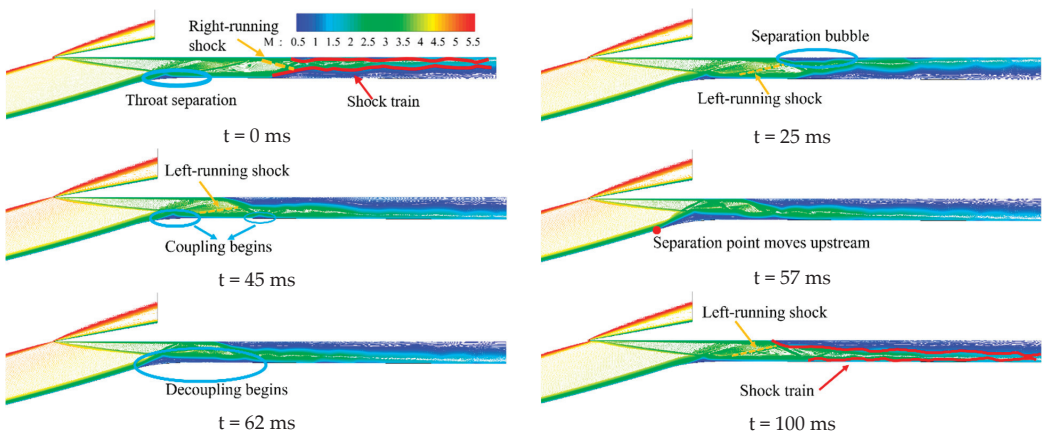 Right-running
shock
M : 0.5 1 1.5 2 2.5 3 3.5 4 4.5 5 5.5
Throat separation
Shock train
t = 0 ms
Separation bubble
Left-running shock
t = 25 ms
Left-running shock
Coupling begins
t = 45 ms
Separation point moves upstream
t = 57 ms
Decoupling begins
t = 62 ms
Left-running shock
Shock train
t = 100 ms